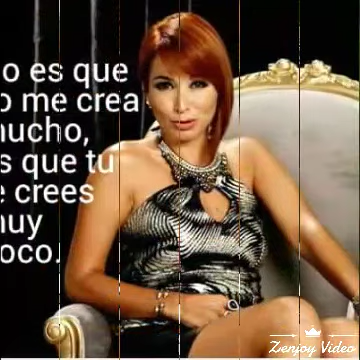 o es que
o me crea
nucho,
s que tu
e crees
nuy
oco.
Zenjoy Video